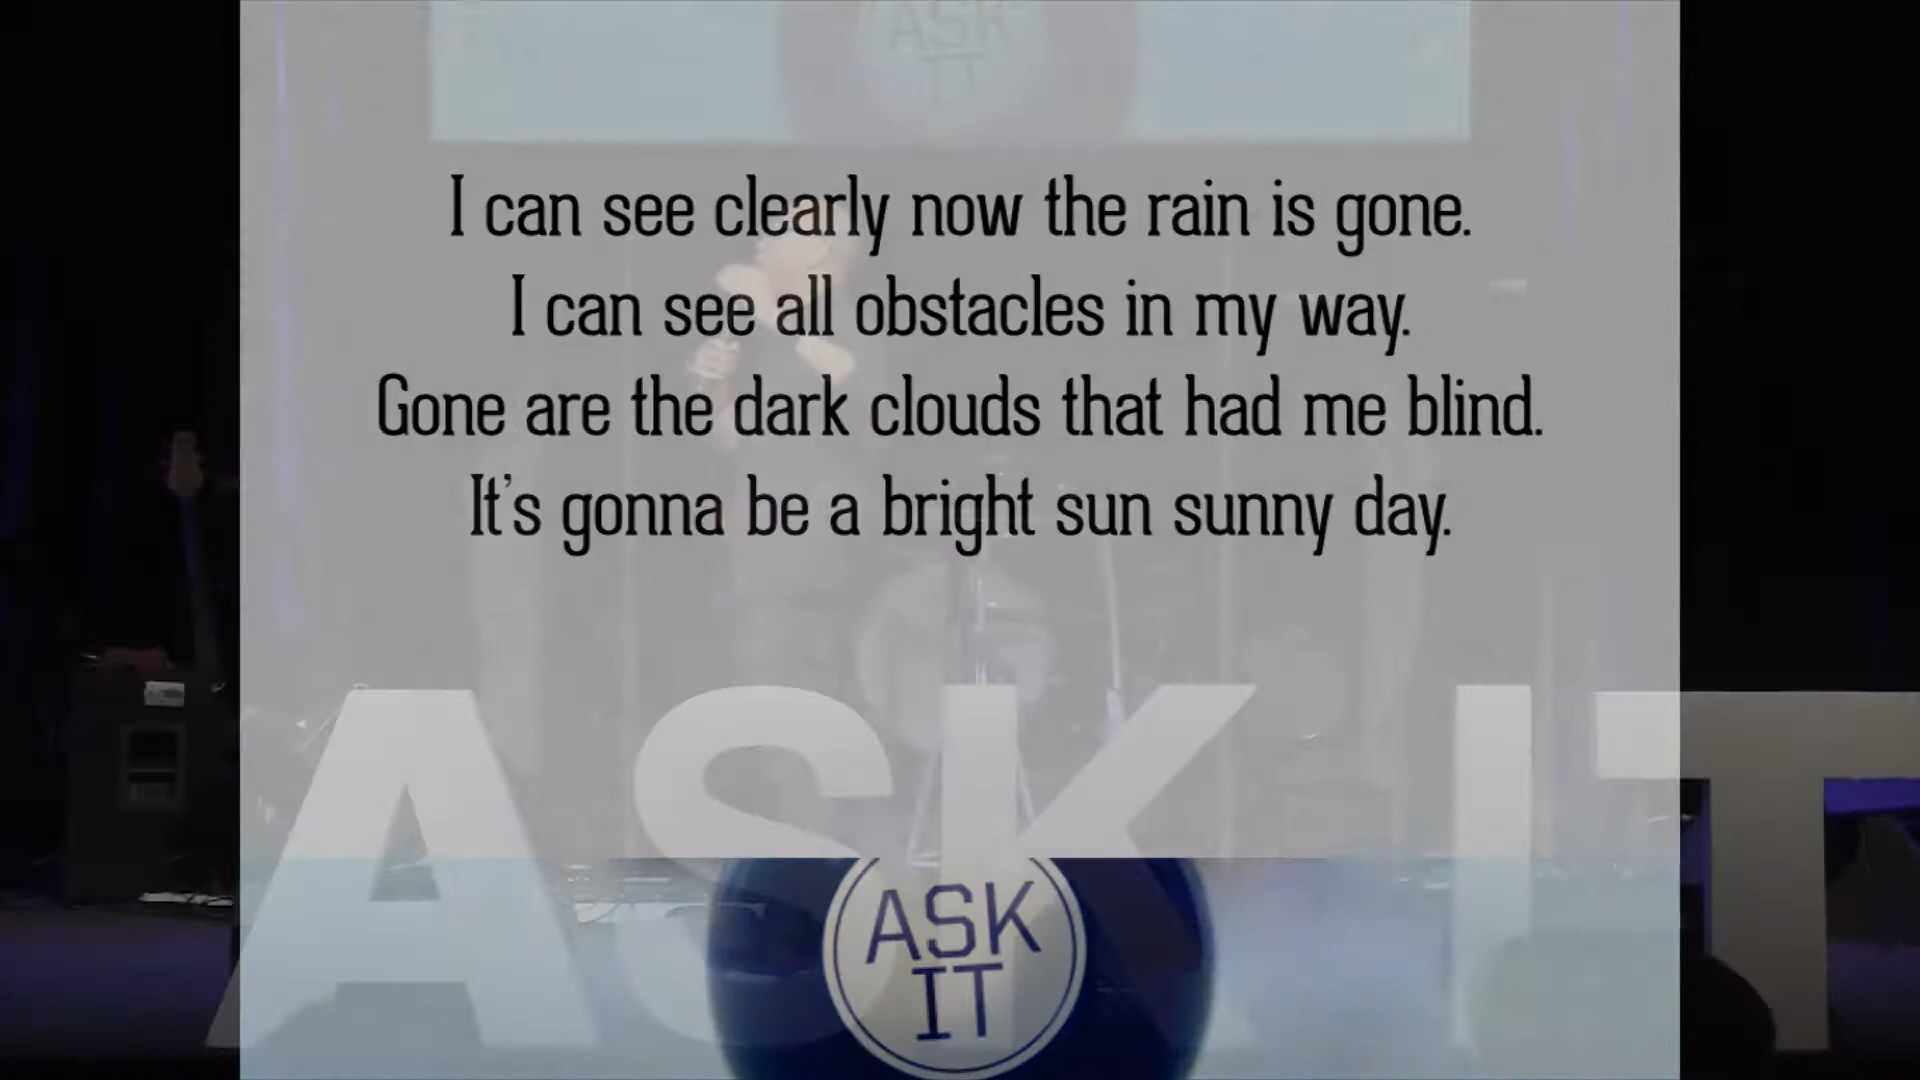 ASK
IT
I can see clearly now the rain is gone.
I can see all obstacles in my way.
Gone are the dark clouds that had me blind.
It's gonna be a bright sun sunny day.
ASK IT
ASK
IT